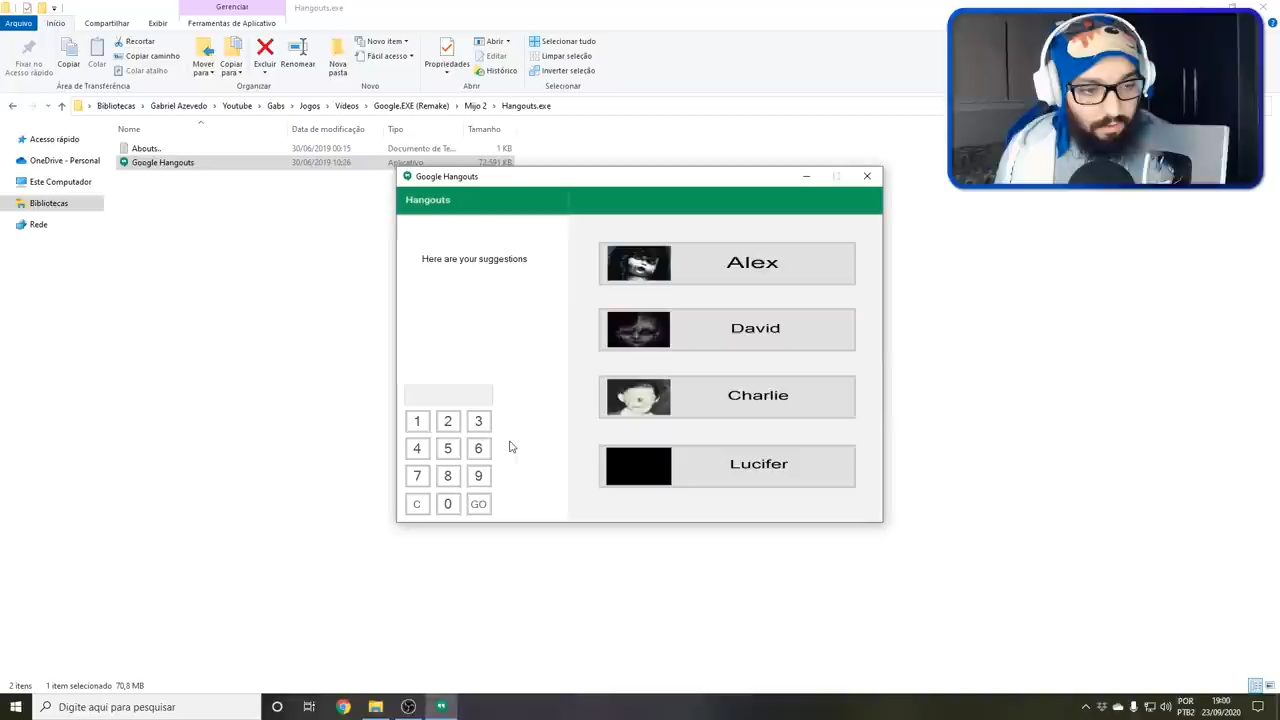 Gerenciar
Hangouts.exe
Arquivo
Início
Compartilhar
Exibir
Ferramentas de Aplicativo
Fixar no
Acesso rápido
Copiar
Colar
Recortar
Copiar caminho
Colar atalho
Área de Transferência
Mover
para
Copiar
para
Excluir
Renomear
Organizar
Nova
pasta
Novo item
Fácil acesso
Novo
Propriedades
Abrir
Editar
Histórico
Abrir
Selecionar tudo
Limpar seleção
Inverter seleção
Selecionar
Bibliotecas
Gabriel Azevedo
Youtube
Gabs
Jogos
Vídeos
Google.EXE (Remake)
Mijo 2
Hangouts.exe
Nome
Data de modificação
Tipo
Tamanho
Abouts..
30/06/2019 00:15
Documento de Te...
1 KB
Google Hangouts
30/06/2019 10:26
Aplicativo
72.591 KB
Acesso rápido
OneDrive - Personal
Este Computador
Bibliotecas
Rede
Google Hangouts
Hangouts
Here are your suggestions
1 2 3
4 5 6
7 8 9
C 0 GO
Alex
David
Charlie
Lucifer
2 itens
1 item selecionado 70,8 MB
Digite aqui para pesquisar
POR
PTB2
19:00
23/09/2020